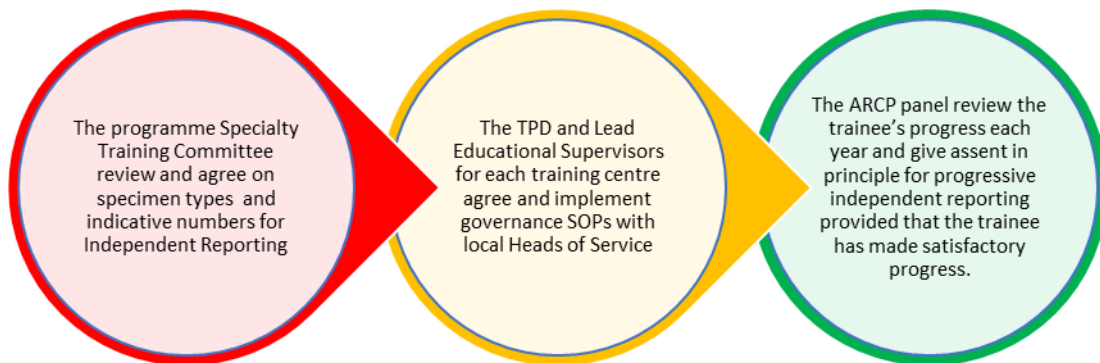 The programme Specialty
Training Committee
review and agree on
specimen types and
indicative numbers for
Independent Reporting
The TPD and Lead
Educational Supervisors
for each training centre
agree and implement
governance SOPs with
local Heads of Service
The ARCP panel review the
trainee’s progress each
year and give assent in
principle for progressive
independent reporting
provided that the trainee
has made satisfactory
progress.